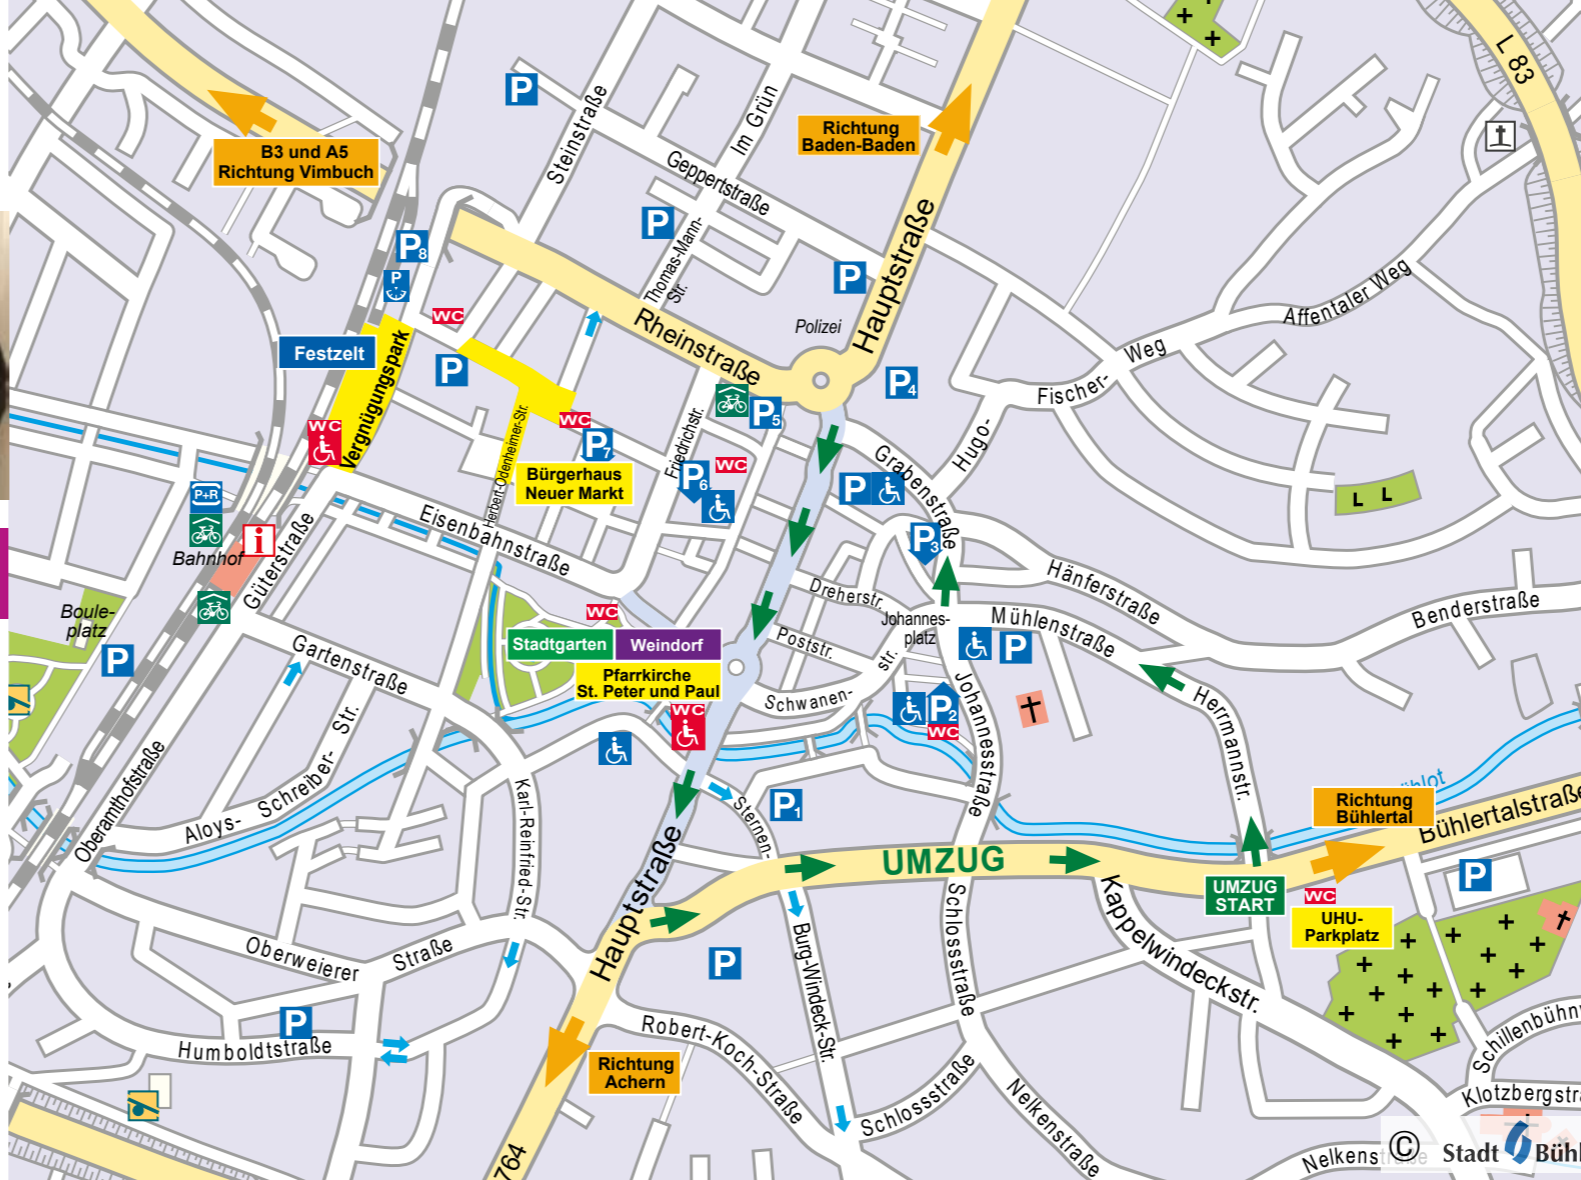 L 83
P
Steinstraße
Im Grün
Richtung
Baden-Baden
B3 und A5
Richtung Vimbuch
Geppertstraße
P
P8
P
Thomas-Mann-
Str.
P
Hauptstraße
Affentaler Weg
WC
Rheinstraße
Polizei
Festzelt
Vergnügungspark
P
Weg
Fischer-
P4
P5
Hugo-
WC
WC
P7
Herbert-Odenheimer-Str.
Friedrichstr.
Bürgerhaus
Neuer Markt
P6
WC
Grabenstraße
P
L L
P+R
Eisenbahnstraße
Bahnhof
i
Güterstraße
P3
Hänferstraße
Dreherstr.
Johannes-
platz
Mühlenstraße
Benderstraße
Boule-
platz
WC
P
Stadtgarten
Weindorf
Poststr.
P
Gartenstraße
Pfarrkirche
St. Peter und Paul
WC
Schwanen-
str.
P2
WC
Johannesstraße
Herrmannstr.
Oberamthofstraße
Aloys-
Schreiber-
Str.
Karl-Reinfried-Str.
P1
Sternen-
Richtung
Bühlertal
Bühlertalstraße
UMZUG
UMZUG
START
WC
P
UHU-
Parkplatz
Hauptstraße
Kappelwindeckstr.
Schlossstraße
Burg-Windeck-Str.
P
Oberweierer
Straße
P
Humboldtstraße
Robert-Koch-Straße
Richtung
Achern
Schlossstraße
Nelkenstraße
Klotzbergstra
764
Nelkenstraße
© Stadt Bühl